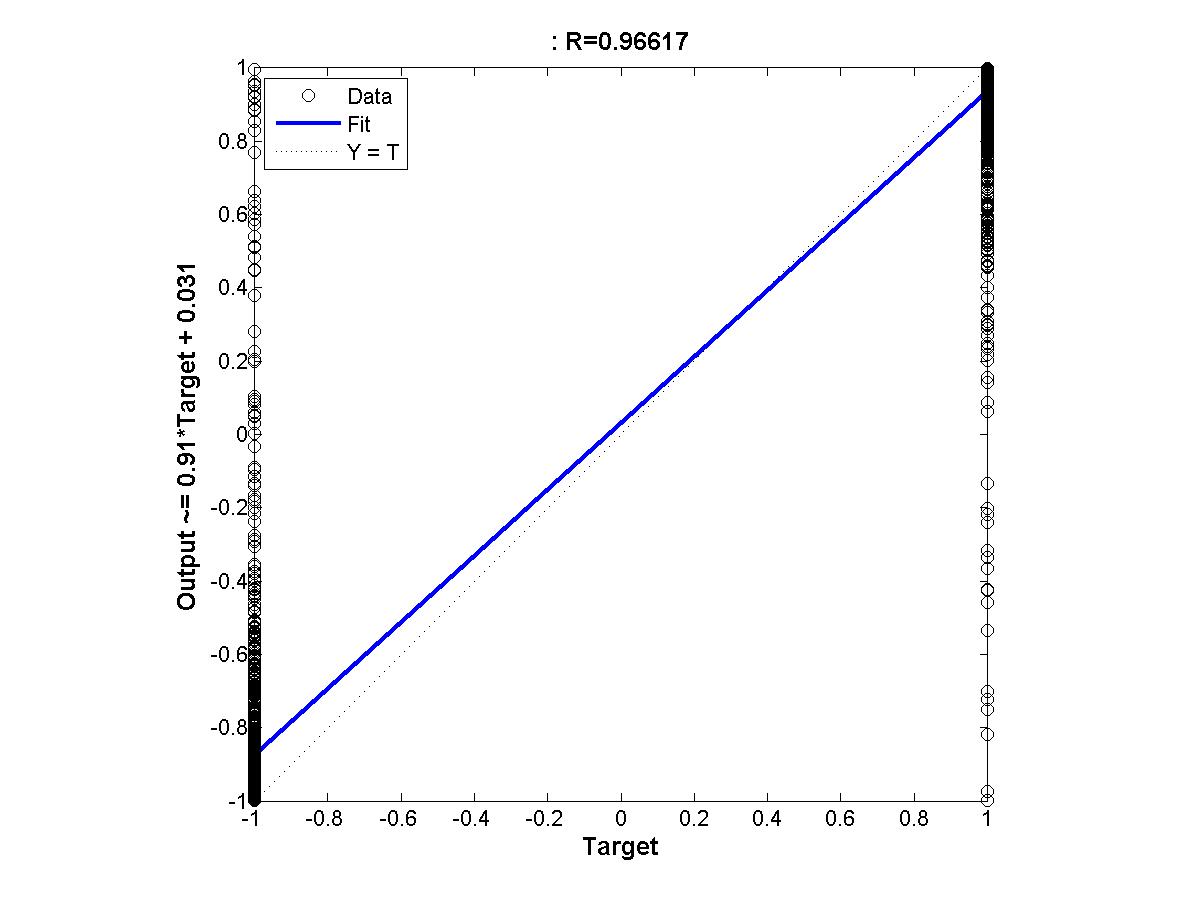 : R=0.96617
Data
Fit
Y = T
1
0.8
0.6
0.4
0.2
0
-0.2
-0.4
-0.6
-0.8
-1
Output ~= 0.91*Target + 0.031
-1 -0.8 -0.6 -0.4 -0.2 0 0.2 0.4 0.6 0.8 1
Target